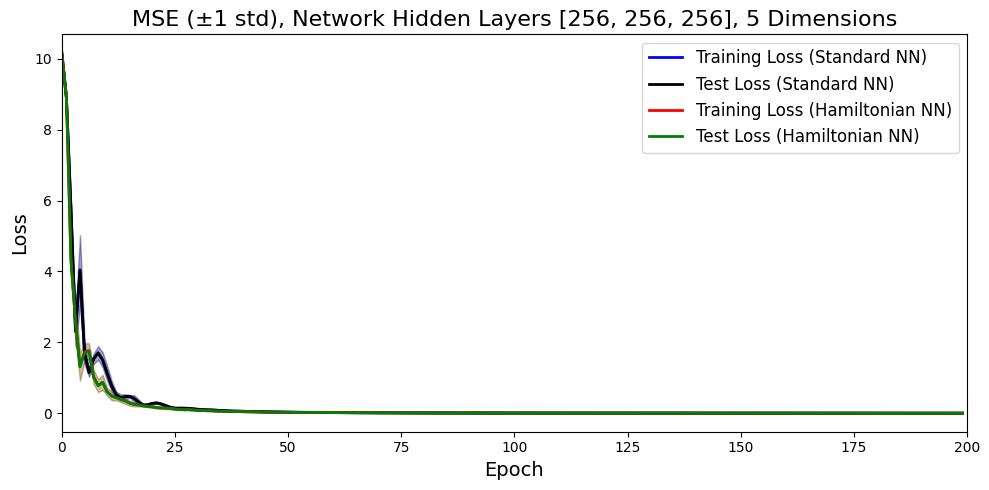 MSE (±1 std), Network Hidden Layers [256, 256, 256], 5 Dimensions
Training Loss (Standard NN)
Test Loss (Standard NN)
Training Loss (Hamiltonian NN)
Test Loss (Hamiltonian NN)
Loss
10
8
6
4
2
0
0 25 50 75 100 125 150 175 200
Epoch